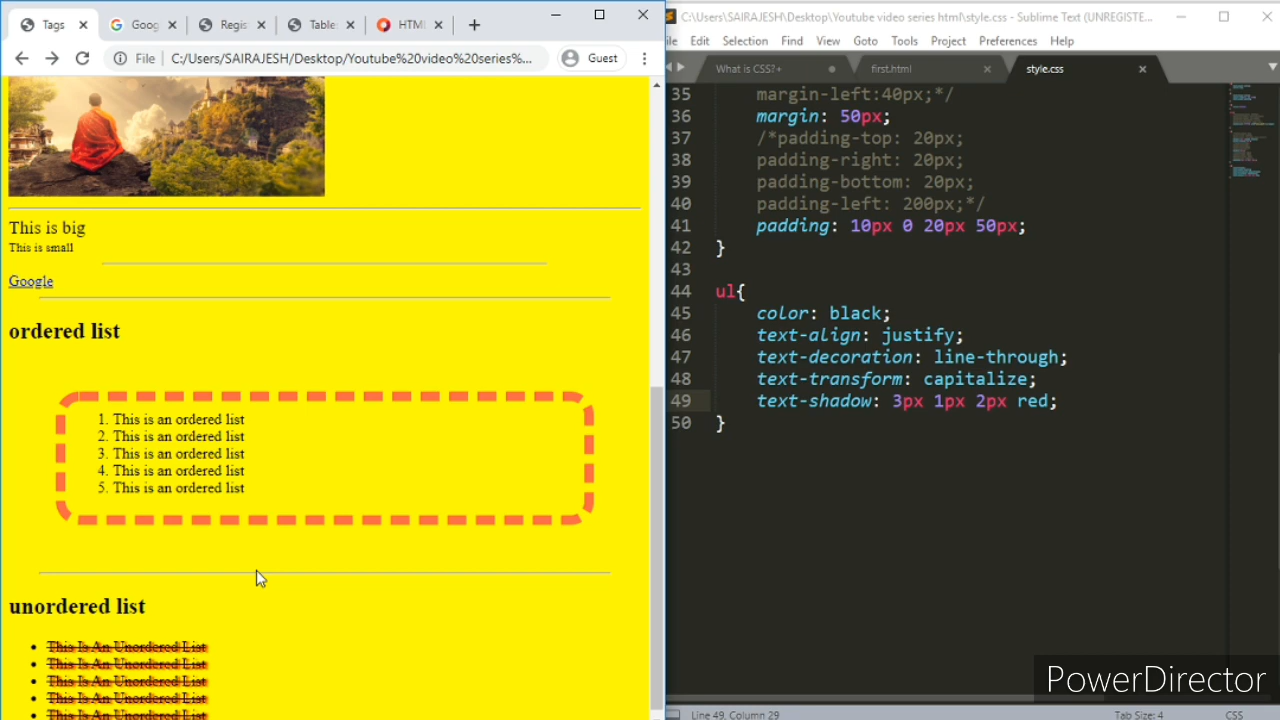 Tags
Goog
Regis
Table
HTMl
File
C:/Users/SAIRAJESH/Desktop/Youtube%20video%20series%...
Guest
This is big
This is small
Google
ordered list
1. This is an ordered list
2. This is an ordered list
3. This is an ordered list
4. This is an ordered list
5. This is an ordered list
unordered list
This Is An Unordered List
This Is An Unordered List
This Is An Unordered List
This Is An Unordered List
This Is An Unordered List
C:\Users\SAIRAJESH\Desktop\Youtube video series html\style.css - Sublime Text (UNREGISTE...
ile Edit Selection Find View Goto Tools Project Preferences Help
What is CSS?+
first.html
style.css
35 margin-left:40px;*/
36 margin: 50px;
37 /*padding-top: 20px;
38 padding-right: 20px;
39 padding-bottom: 20px;
40 padding-left: 200px;*/
41 padding: 10px 0 20px 50px;
42 }
43
44 ul{
45 color: black;
46 text-align: justify;
47 text-decoration: line-through;
48 text-transform: capitalize;
49 text-shadow: 3px 1px 2px red;
50 }
PowerDirector
Line 49, Column 29
Tab Size: 4
CSS